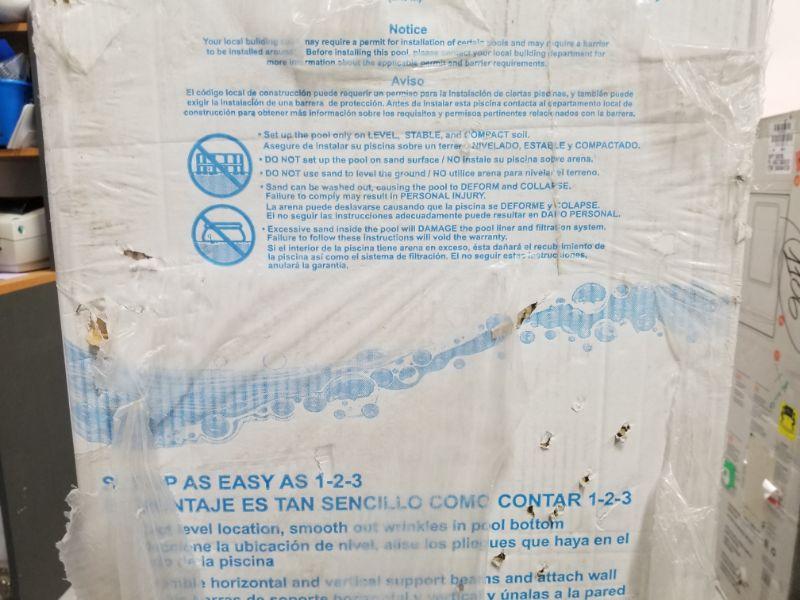 Notice
Your local building may require a permit for installation of certain pools and may require a barrier
to be installed around Before installing this pool, please contact your local building department for
more information about the applicable permit and barrier requirements.
Aviso
El código local de construcción puede requerir un permiso para la instalación de ciertas piscinas, y también puede
exigir la instalación de una barrera de protección. Antes de instalar esta piscina contacta al departamento local de
construcción para obtener más información sobre los requisitos y permisos pertinentes relacionados con la barrera.
• Set up the pool only on LEVEL, STABLE, and COMPACT soil.
Asegure de instalar su piscina sobre un terreno NIVELADO, ESTABLE y COMPACTADO.
• DO NOT set up the pool on sand surface / NO instale su piscina sobre arena.
• DO NOT use sand to level the ground / NO utilice arena para nivelar el terreno.
• Sand can be washed out, causing the pool to DEFORM and COLLAPSE.
Failure to comply may result in PERSONAL INJURY.
La arena puede deslavarse causando que la piscina se DEFORME y COLAPSE.
El no seguir las instrucciones adecuadamente puede resultar en DAÑO PERSONAL.
• Excessive sand inside the pool will DAMAGE the pool liner and filtration system.
Failure to follow these instructions will void the warranty.
Si el interior de la piscina tiene arena en exceso, ésta dañará el recubrimiento de
la piscina así como el sistema de filtración. El no seguir estas instrucciones,
anulará la garantía.
P AS EASY AS 1-2-3
NTAJE ES TAN SENCILLO COMO CONTAR 1-2-3
level location, smooth out wrinkles in pool bottom
ne la ubicación de nivel, alise los pliegues que haya en el
de la piscina
horizontal and vertical support beams and attach wall
barras de soporte horizontal y vertical y únalas a la pared